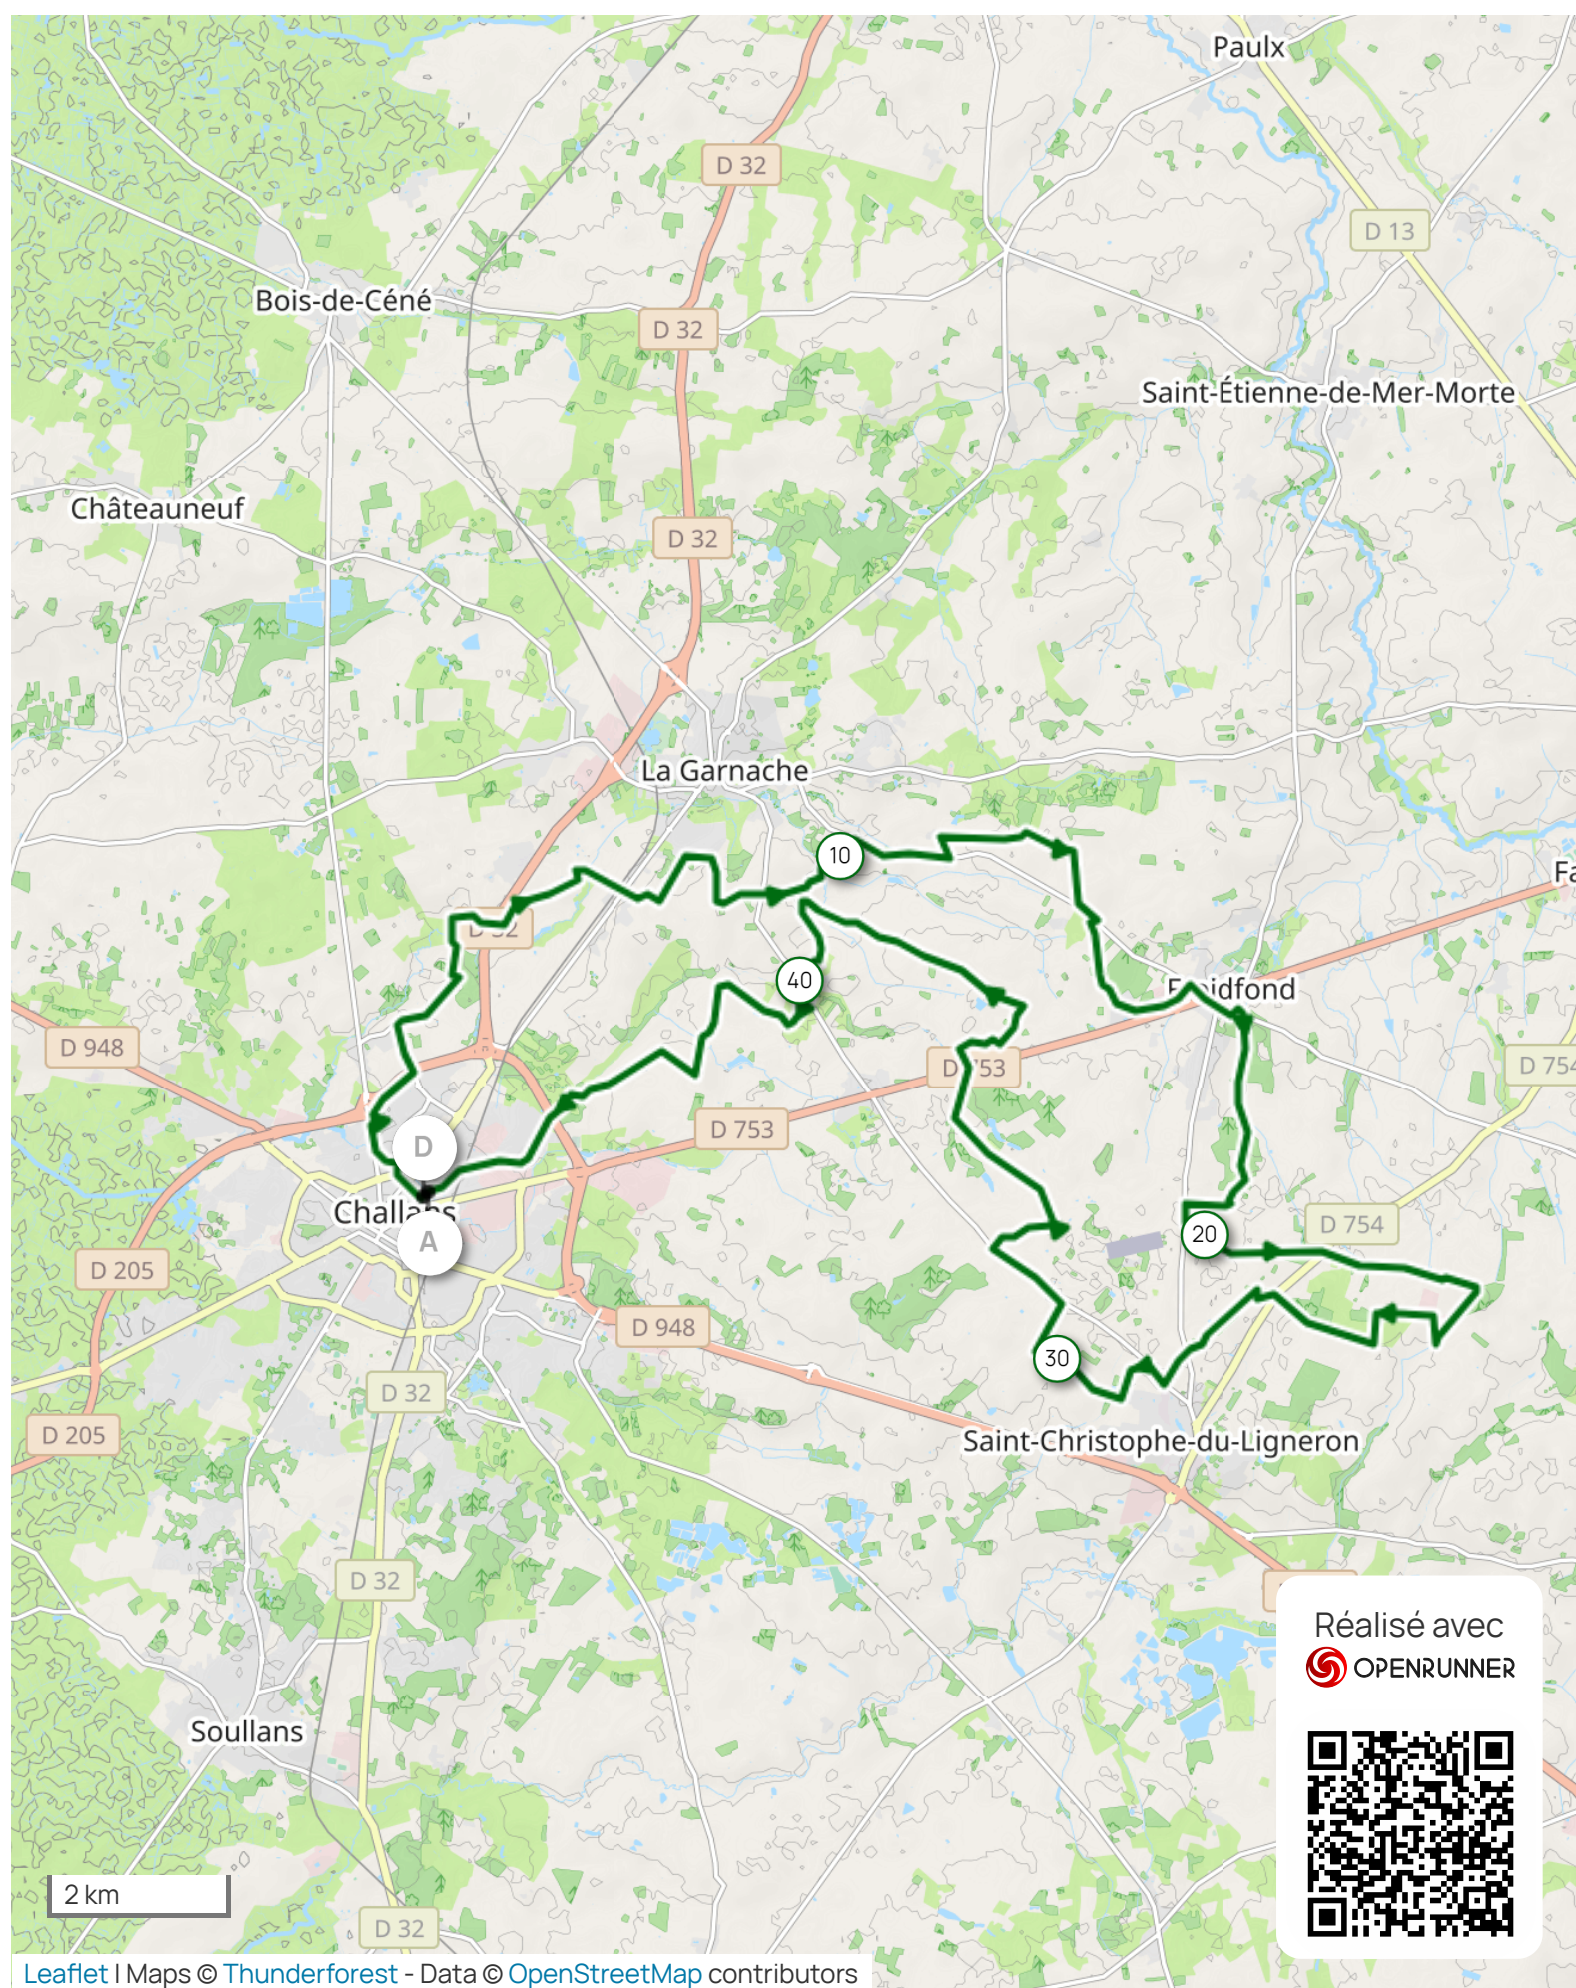 Paulx
D 32
D 13
Bois-de-Céné
D 32
Saint-Étienne-de-Mer-Morte
Châteauneuf
D 32
La Garnache
10
D 32
40
Froidfond
D 948
D 753
D 754
D 753
D
Challans
A
20
D 754
D 205
D 948
30
D 32
D 205
Saint-Christophe-du-Ligneron
D 32
Réalisé avec
OPENRUNNER
Soullans
2 km
D 32
Leaflet | Maps © Thunderforest - Data © OpenStreetMap contributors